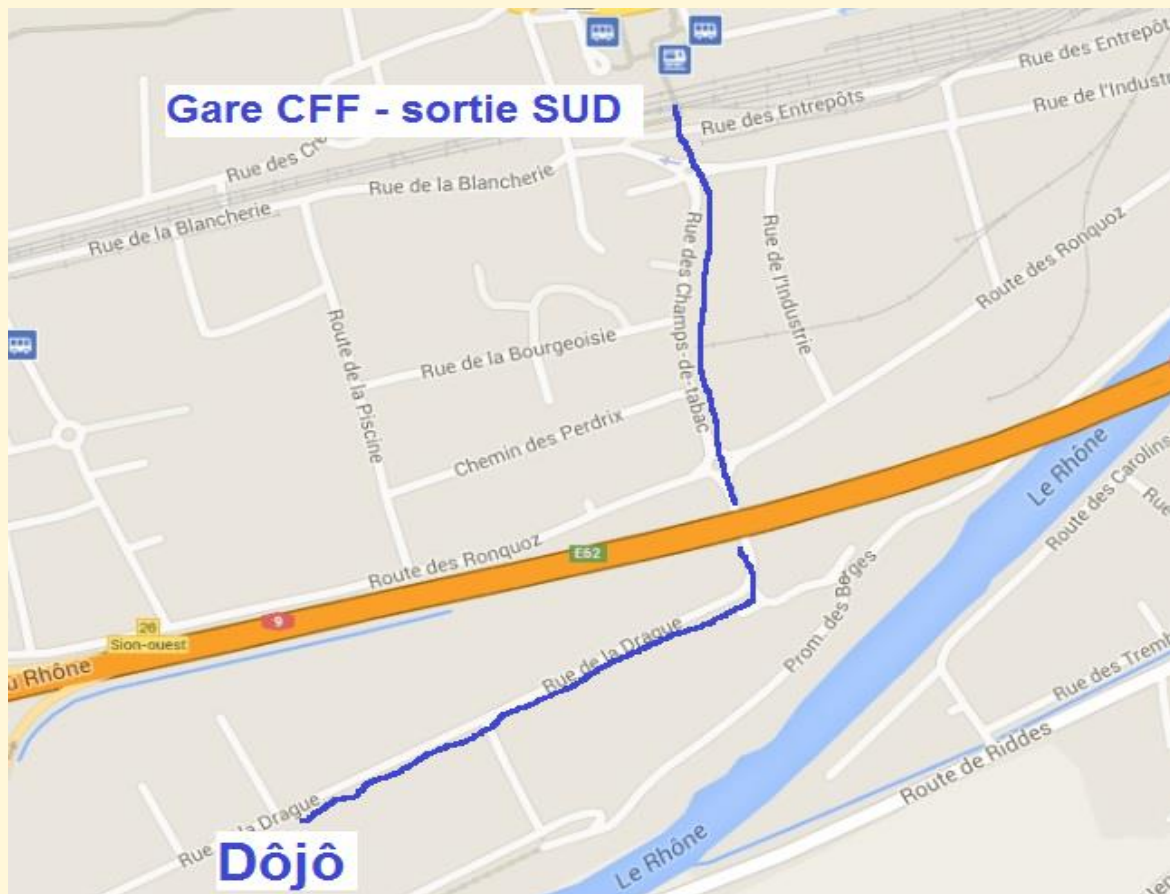 Rue des Entrepôt
Gare CFF - sortie SUD
Rue des Entrepôts
Rue de l'Industr
Rue des Cr
Rue de la Blancherie
Rue de la Blancherie
Rue des Champs-de-tabac
Rue de l'Industrie
Route des Ronquoz
Route de la Piscine
Rue de la Bourgeoisie
Chemin des Perdrix
Le Rhône
Route des Carolins
Rue
Route des Ronquoz
E62
9
26
Sion-ouest
u Rhône
Prom. des Berges
Rue de la Drague
Rue des Tremb
Route de Riddes
Rue la Drague
Dôjô
Le Rhône